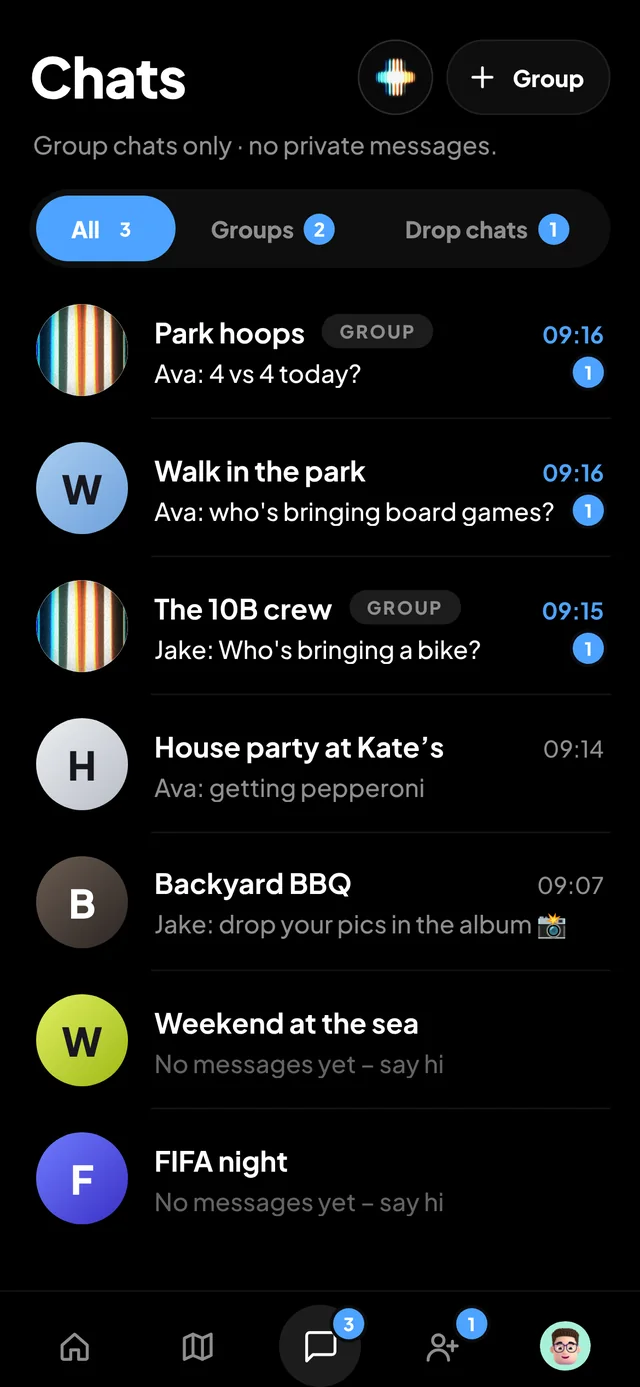 Chats
+ Group
Group chats only · no private messages.
All 3 Groups 2 Drop chats 1
Park hoops GROUP 09:16
Ava: 4 vs 4 today? 1
W Walk in the park 09:16
Ava: who's bringing board games? 1
The 10B crew GROUP 09:15
Jake: Who's bringing a bike? 1
H House party at Kate’s 09:14
Ava: getting pepperoni
B Backyard BBQ 09:07
Jake: drop your pics in the album 📸
W Weekend at the sea
No messages yet – say hi
F FIFA night
No messages yet – say hi
3 1